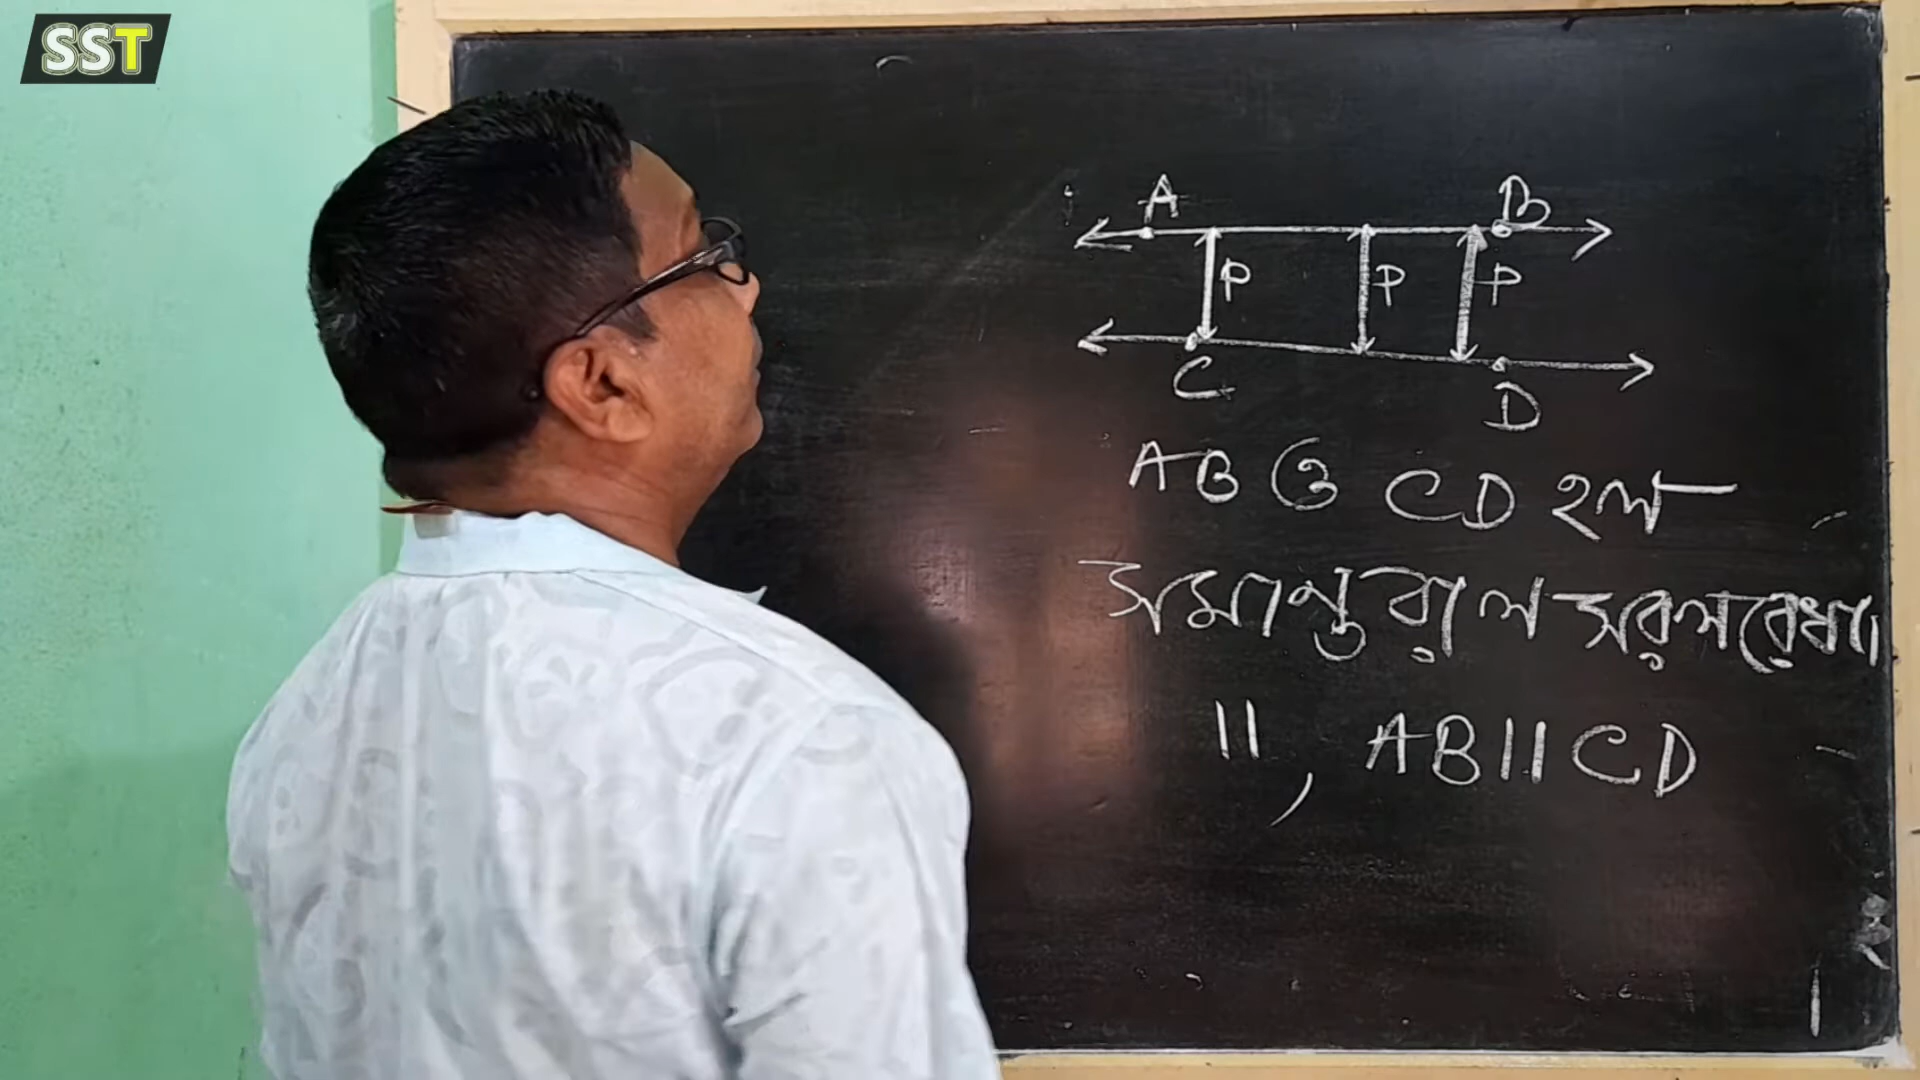 SST
A B
P P P
C D
AB ও CD হল
সমান্তরাল সরলরেখা।
||, AB||CD